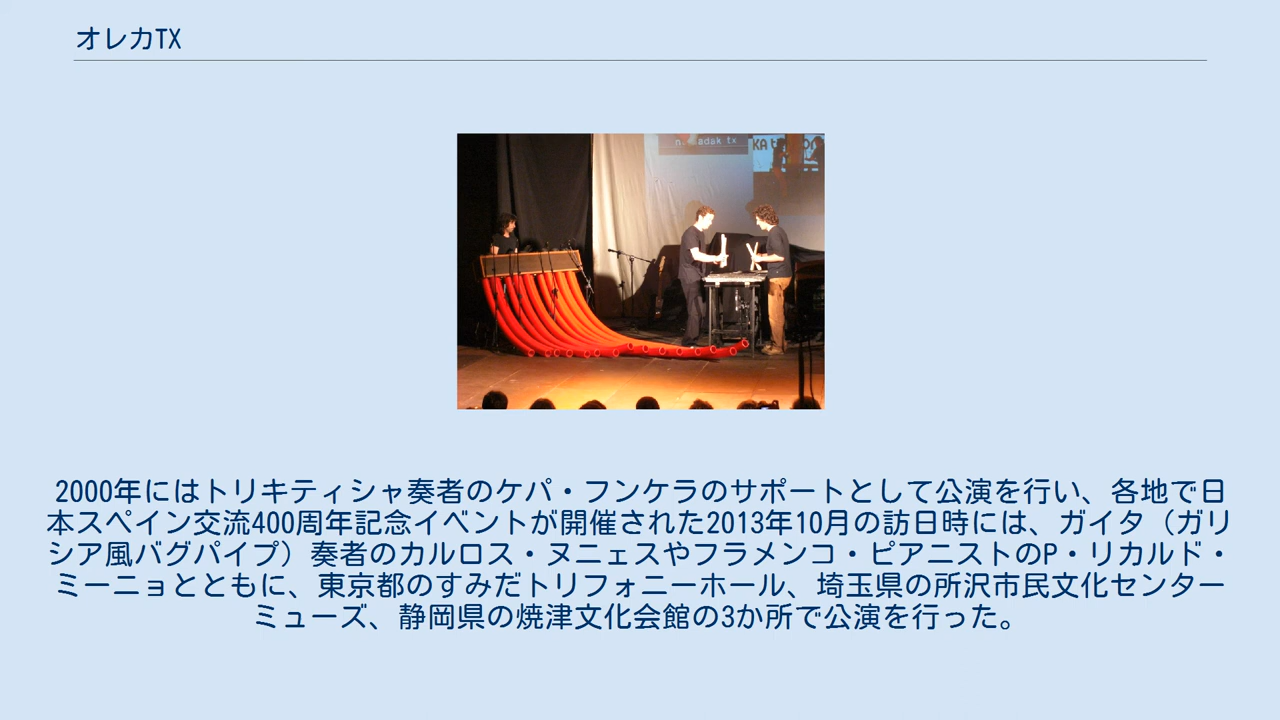 オレカTX
n adak tx
KA t
2000年にはトリキティシャ奏者のケパ・フンケラのサポートとして公演を行い、各地で日
本スペイン交流400周年記念イベントが開催された2013年10月の訪日時には、ガイタ（ガリ
シア風バグパイプ）奏者のカルロス・ヌニェスやフラメンコ・ピアニストのP・リカルド・
ミーニョとともに、東京都のすみだトリフォニーホール、埼玉県の所沢市民文化センター
ミューズ、静岡県の焼津文化会館の3か所で公演を行った。